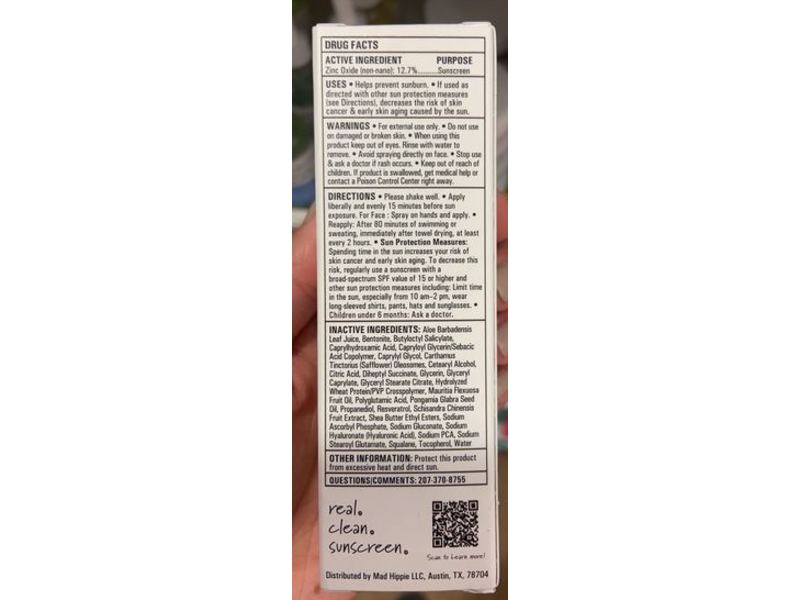 DRUG FACTS
ACTIVE INGREDIENT PURPOSE
Zinc Oxide (non-nano): 12.7%..........Sunscreen
USES • Helps prevent sunburn. • If used as
directed with other sun protection measures
(see Directions), decreases the risk of skin
cancer & early skin aging caused by the sun.
WARNINGS • For external use only. • Do not use
on damaged or broken skin. • When using this
product keep out of eyes. Rinse with water to
remove. • Avoid spraying directly on face. • Stop use
& ask a doctor if rash occurs. • Keep out of reach of
children. If product is swallowed, get medical help or
contact a Poison Control Center right away.
DIRECTIONS • Please shake well. • Apply
liberally and evenly 15 minutes before sun
exposure. For Face : Spray on hands and apply. •
Reapply: After 80 minutes of swimming or
sweating, immediately after towel drying, at least
every 2 hours. • Sun Protection Measures:
Spending time in the sun increases your risk of
skin cancer and early skin aging. To decrease this
risk, regularly use a sunscreen with a
broad-spectrum SPF value of 15 or higher and
other sun protection measures including: Limit time
in the sun, especially from 10 am–2 pm, wear
long-sleeved shirts, pants, hats and sunglasses. •
Children under 6 months: Ask a doctor.
INACTIVE INGREDIENTS: Aloe Barbadensis
Leaf Juice, Bentonite, Butyloctyl Salicylate,
Caprylhydroxamic Acid, Capryloyl Glycerin/Sebacic
Acid Copolymer, Caprylyl Glycol, Carthamus
Tinctorius (Safflower) Oleosomes, Cetearyl Alcohol,
Citric Acid, Diheptyl Succinate, Glycerin, Glyceryl
Caprylate, Glyceryl Stearate Citrate, Hydrolyzed
Wheat Protein/PVP Crosspolymer, Mauritia Flexuosa
Fruit Oil, Polyglutamic Acid, Pongamia Glabra Seed
Oil, Propanediol, Resveratrol, Schisandra Chinensis
Fruit Extract, Shea Butter Ethyl Esters, Sodium
Ascorbyl Phosphate, Sodium Gluconate, Sodium
Hyaluronate (Hyaluronic Acid), Sodium PCA, Sodium
Stearoyl Glutamate, Squalane, Tocopherol, Water
OTHER INFORMATION: Protect this product
from excessive heat and direct sun.
QUESTIONS/COMMENTS: 207-370-8755
real.
clean.
sunscreen.
Scan to Learn more!
Distributed by Mad Hippie LLC, Austin, TX, 78704